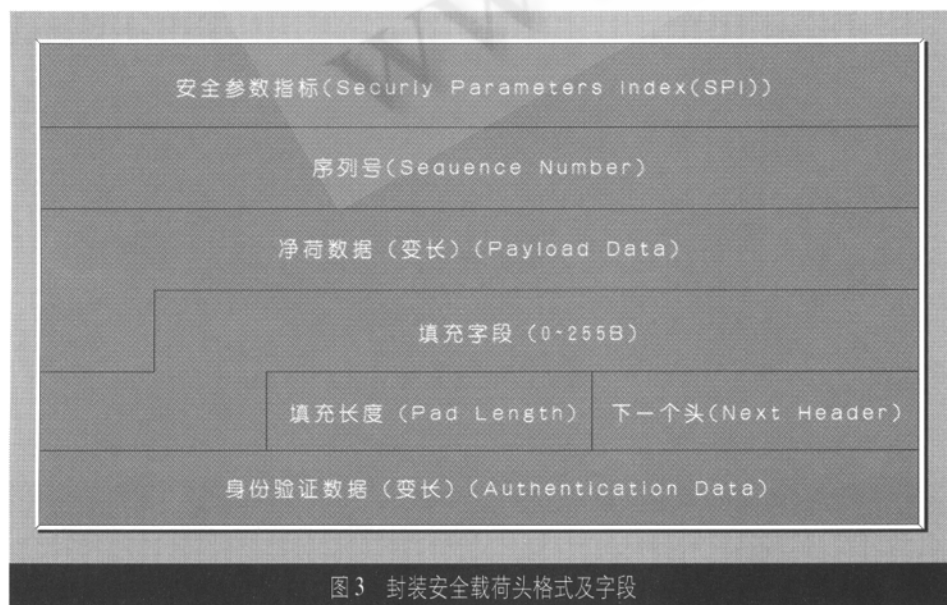 安全参数指标(Securly Parameters Index(SPI))
序列号(Sequence Number)
净荷数据（变长）(Payload Data)
填充字段（0~255B）
填充长度（Pad Length)
下一个头(Next Header)
身份验证数据（变长）(Authentication Data)
图3 封装安全载荷头格式及字段